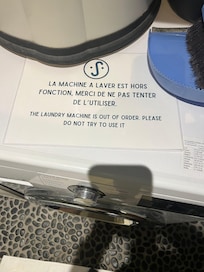 LA MACHINE A LAVER EST HORS
FONCTION, MERCI DE NE PAS TENTER
DE L'UTILISER.
THE LAUNDRY MACHINE IS OUT OF ORDER. PLEASE
DO NOT TRY TO USE IT